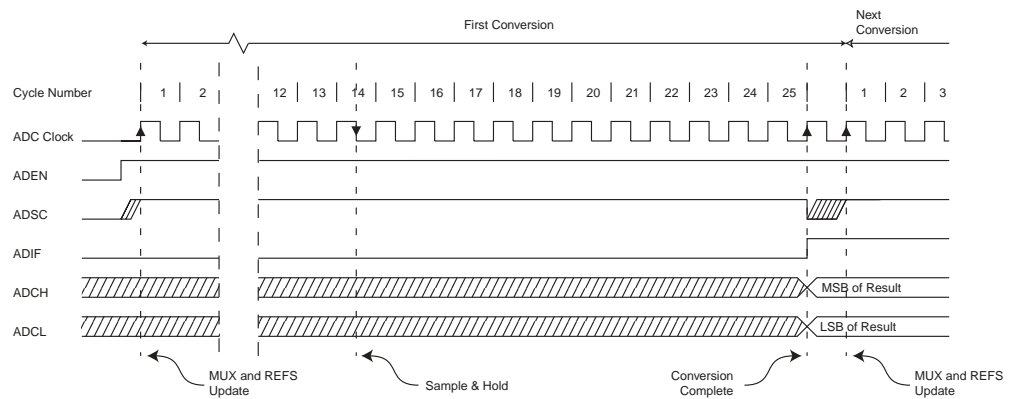 First Conversion
Next
Conversion
Cycle Number 1 2 12 13 14 15 16 17 18 19 20 21 22 23 24 25 1 2 3
ADC Clock
ADEN
ADSC
ADIF
ADCH MSB of Result
ADCL LSB of Result
MUX and REFS
Update
Sample & Hold
Conversion
Complete
MUX and REFS
Update